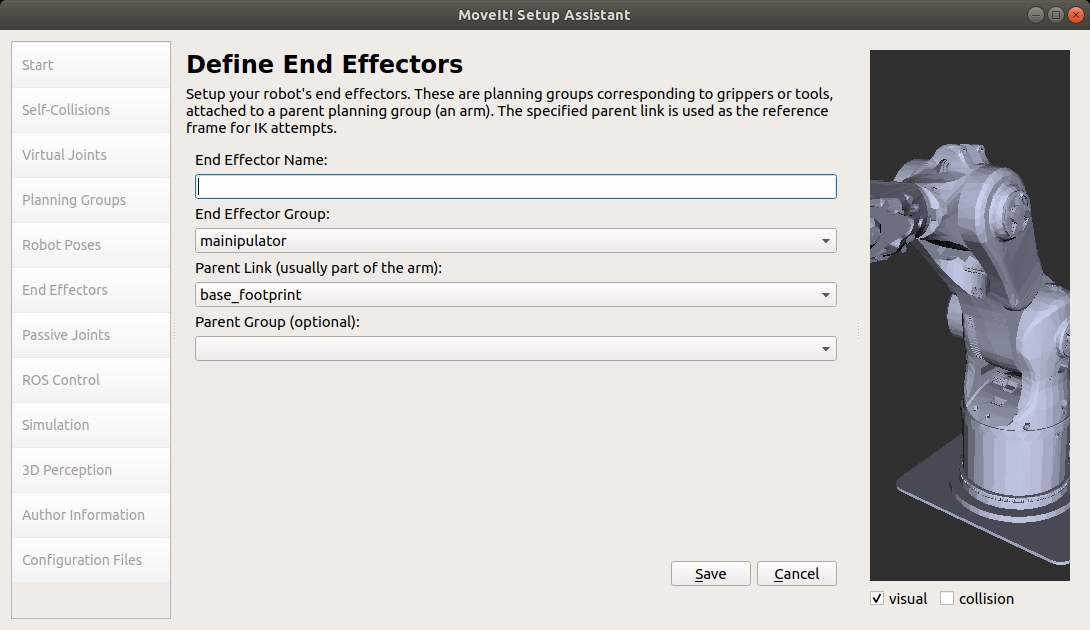 MoveIt! Setup Assistant
Start
Self-Collisions
Virtual Joints
Planning Groups
Robot Poses
End Effectors
Passive Joints
ROS Control
Simulation
3D Perception
Author Information
Configuration Files
Define End Effectors
Setup your robot's end effectors. These are planning groups corresponding to grippers or tools,
attached to a parent planning group (an arm). The specified parent link is used as the reference
frame for IK attempts.
End Effector Name:
End Effector Group:
mainipulator
Parent Link (usually part of the arm):
base_footprint
Parent Group (optional):
Save
Cancel
visual
collision